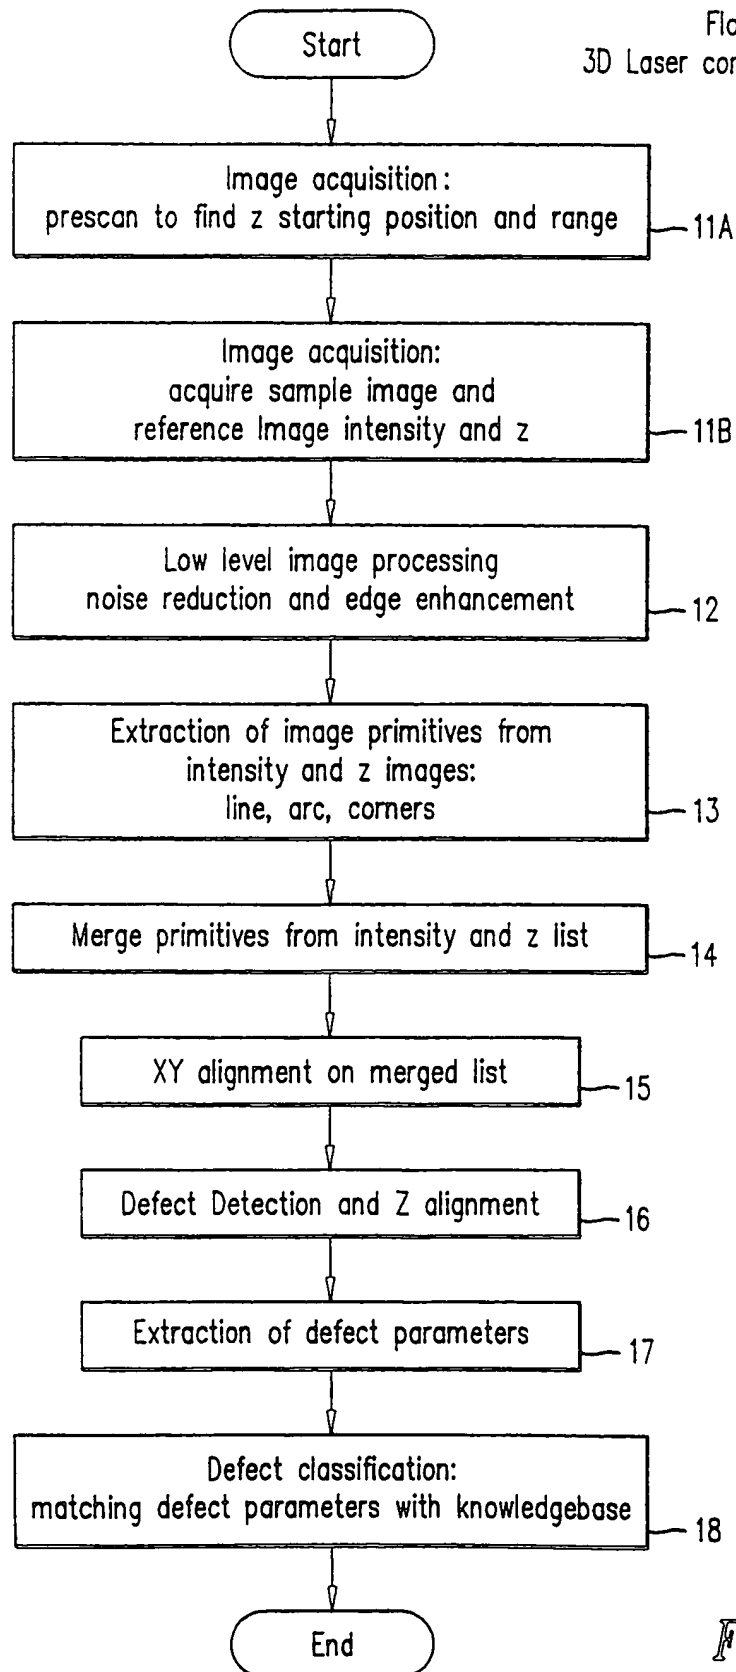 Start
3D Laser
Image acquisition:
prescan to find z starting position and range
11A
Image acquisition:
acquire sample image and
reference Image intensity and z
11B
Low level image processing
noise reduction and edge enhancement
12
Extraction of image primitives from
intensity and z images:
line, arc, corners
13
Merge primitives from intensity and z list
14
XY alignment on merged list
15
Defect Detection and Z alignment
16
Extraction of defect parameters
17
Defect classification:
matching defect parameters with knowledgebase
18
End